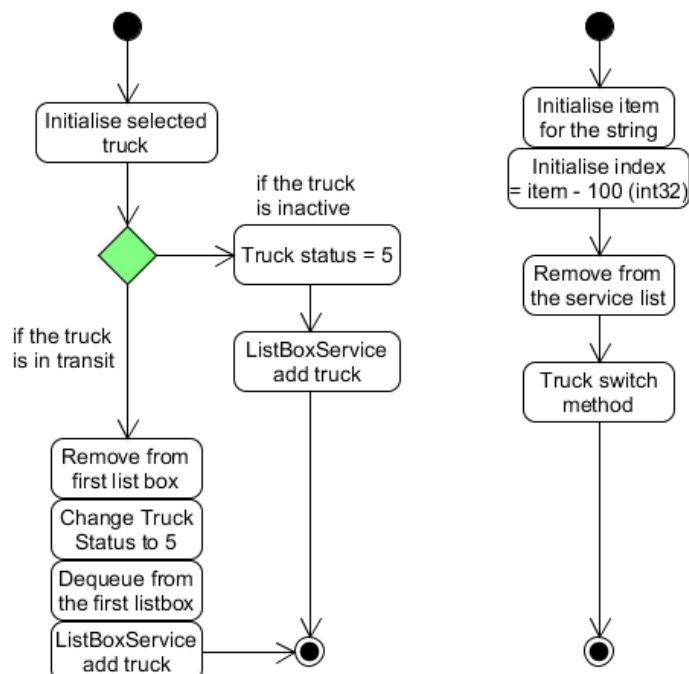 Initialise selected
truck
if the truck
is inactive
Truck status = 5
if the truck
is in transit
ListBoxService
add truck
Remove from
first list box
Change Truck
Status to 5
Dequeue from
the first listbox
ListBoxService
add truck
Initialise item
for the string
Initialise index
= item - 100 (int32)
Remove from
the service list
Truck switch
method